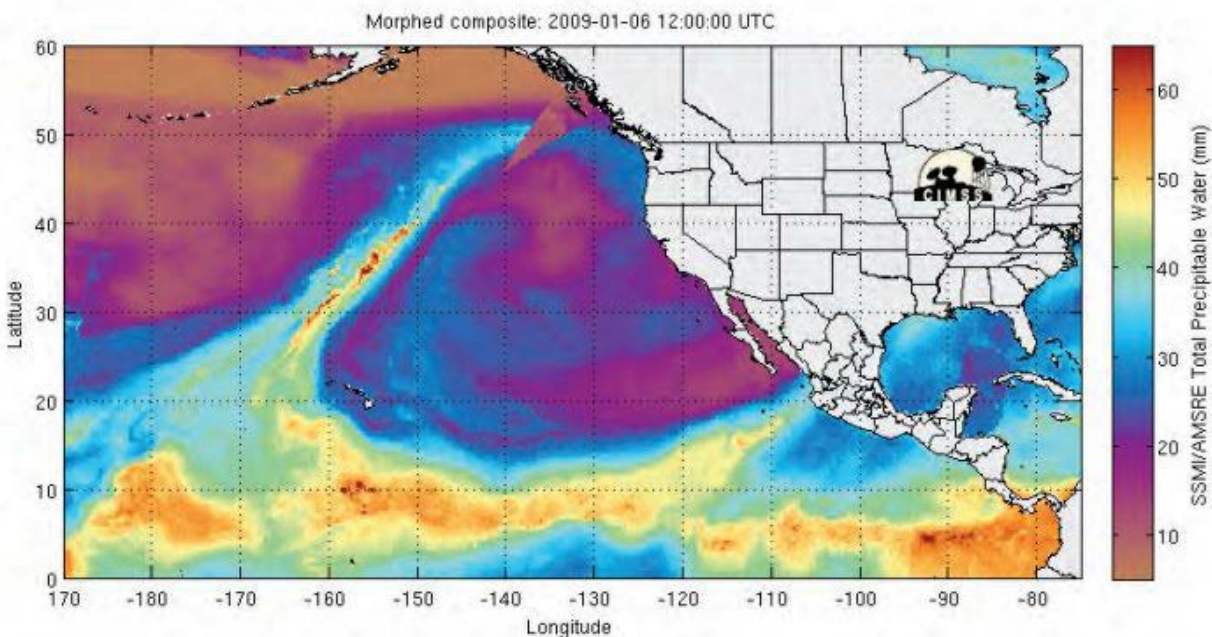 Morphed composite: 2009-01-06 12:00:00 UTC
60
50
40
30
20
10
0
Latitude
170 -180 -170 -160 -150 -140 -130 -120 -110 -100 -90 -80
Longitude
CIMSS
60
50
40
30
20
10
SSMI/AMSRE Total Precipitable Water (mm)